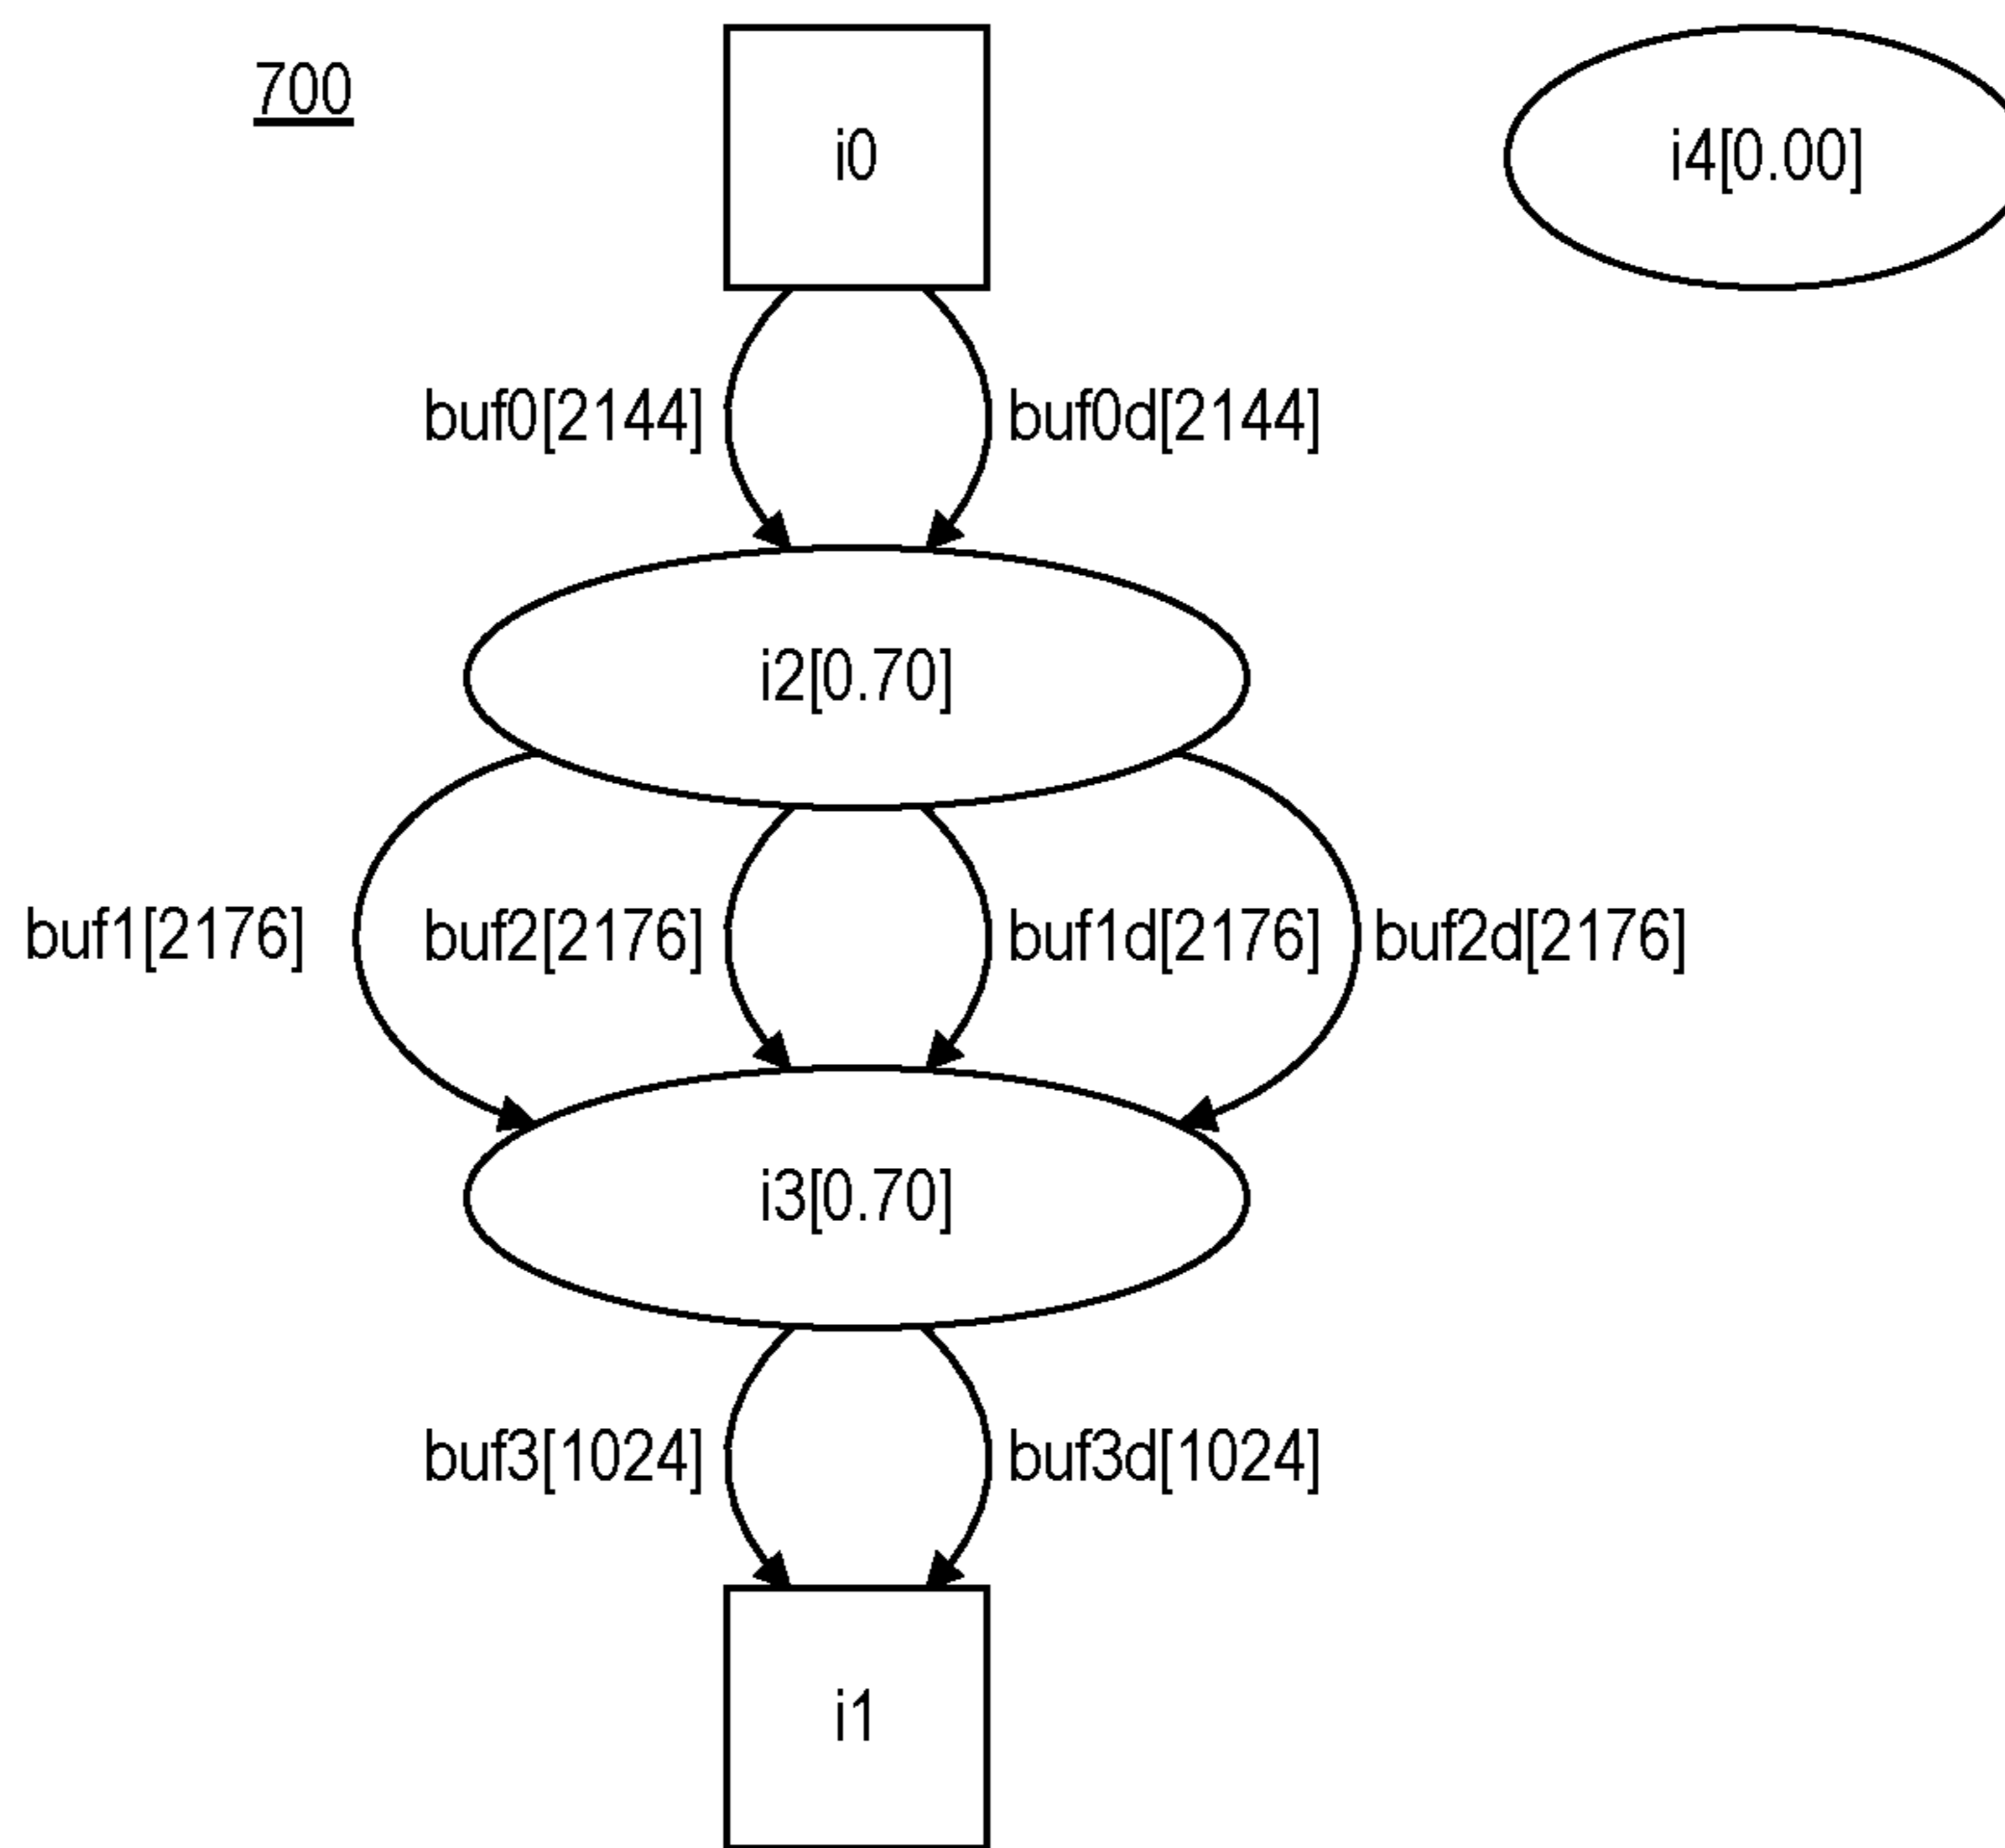 700
i0
i4[0.00]
buf0[2144]
buf0d[2144]
i2[0.70]
buf1[2176]
buf2[2176]
buf1d[2176]
buf2d[2176]
i3[0.70]
buf3[1024]
buf3d[1024]
i1